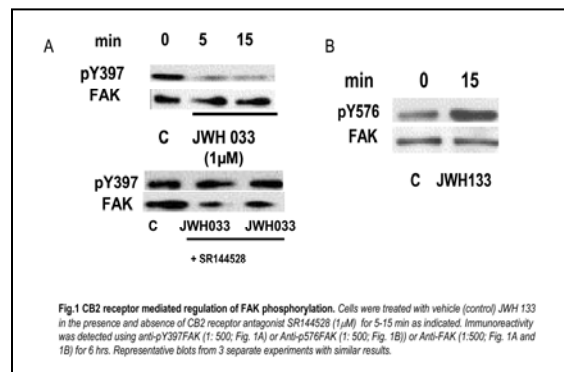 A
B
min 0 5 15
pY397
FAK
C JWH 033
(1µM)
pY397
FAK
C JWH033 JWH033
+ SR144528
min 0 15
pY576
FAK
C JWH133
Fig.1 CB2 receptor mediated regulation of FAK phosphorylation. Cells were treated with vehicle (control) JWH 133
in the presence and absence of CB2 receptor antagonist SR144528 (1µM) for 5-15 min as indicated. Immunoreactivity
was detected using anti-pY397FAK (1: 500; Fig. 1A) or Anti-p576FAK (1: 500; Fig. 1B)) or Anti-FAK (1:500; Fig. 1A and
1B) for 6 hrs. Representative blots from 3 separate experiments with similar results.